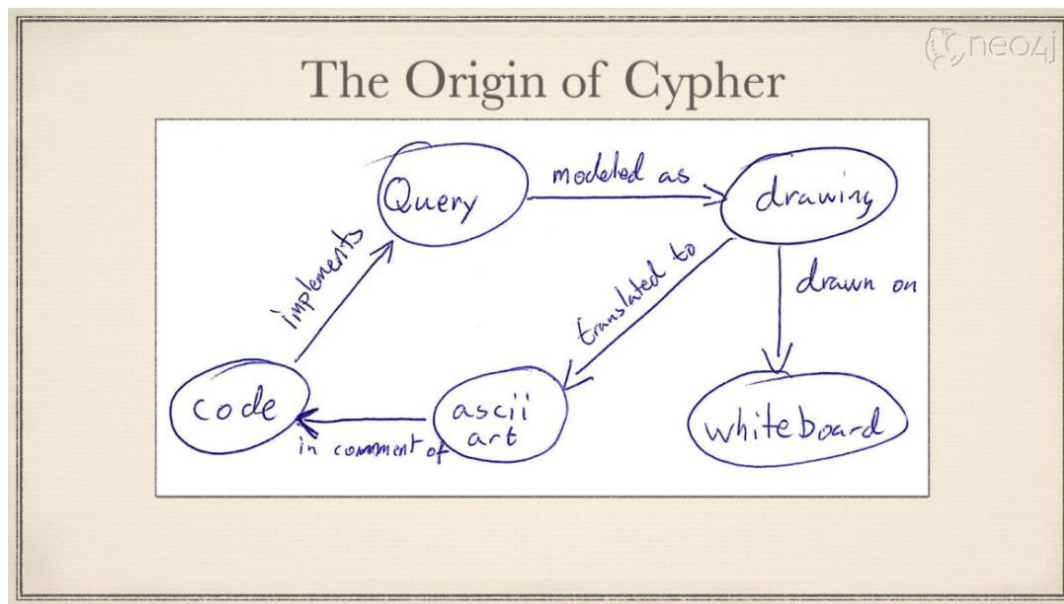 neo4j
The Origin of Cypher
Query
modeled as
drawing
implements
translated to
drawn on
code
in comment of
ascii
art
whiteboard